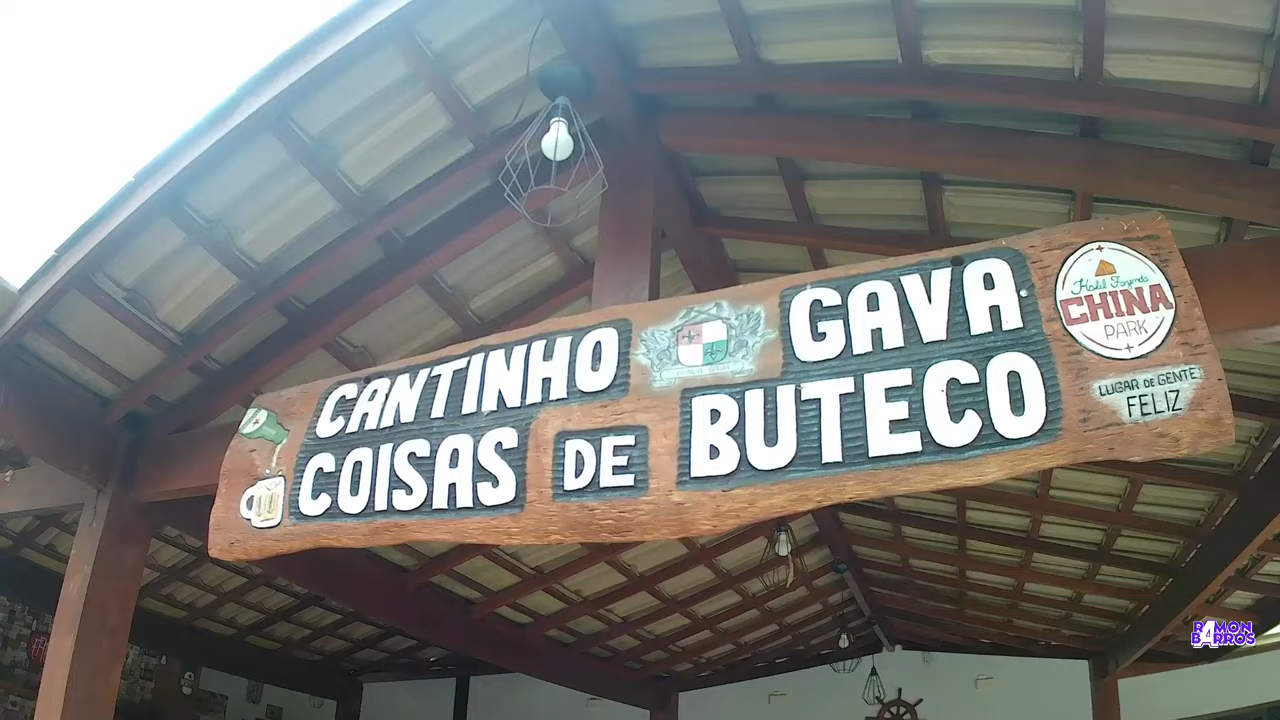 CANTINHO GAVA
COISAS DE BUTECO
Hotel Fazenda
CHINA
PARK
LUGAR DE GENTE
FELIZ
RAMON
BARROS